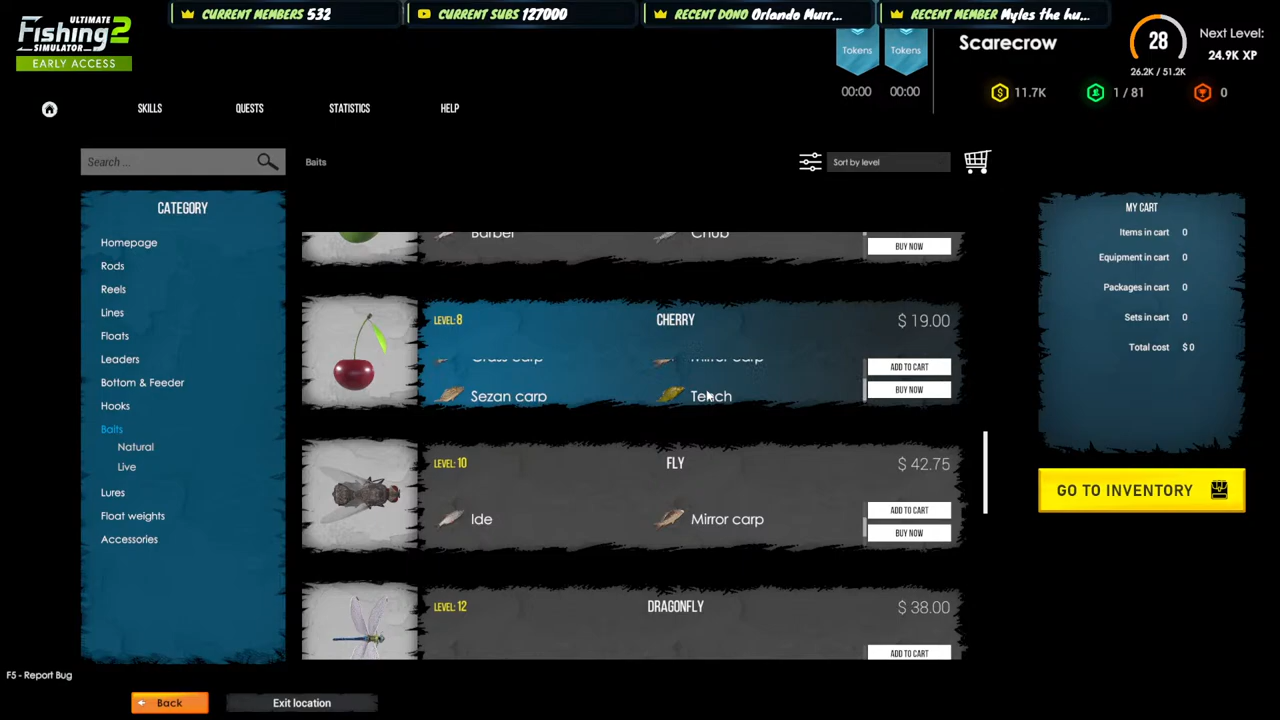 CURRENT MEMBERS 532
CURRENT SUBS 127000
RECENT DONO Orlando Murr...
RECENT MEMBER Myles the hu...
ULTIMATE
Fishing 2
SIMULATOR
EARLY ACCESS
Tokens
Tokens
00:00
00:00
Scarecrow
28
26.2K / 51.2K
Next Level:
24.9K XP
11.7K
1 / 81
0
SKILLS
QUESTS
STATISTICS
HELP
Search ...
Baits
Sort by level
CATEGORY
Homepage
Rods
Reels
Lines
Floats
Leaders
Bottom & Feeder
Hooks
Baits
Natural
Live
Lures
Float weights
Accessories
Barbel
Chub
BUY NOW
LEVEL: 8
CHERRY
$ 19.00
Grass carp
Mirror carp
ADD TO CART
Sezan carp
Tench
BUY NOW
LEVEL: 10
FLY
$ 42.75
Ide
Mirror carp
ADD TO CART
BUY NOW
LEVEL: 12
DRAGONFLY
$ 38.00
ADD TO CART
MY CART
Items in cart 0
Equipment in cart 0
Packages in cart 0
Sets in cart 0
Total cost $ 0
GO TO INVENTORY
F5 - Report Bug
Back
Exit location